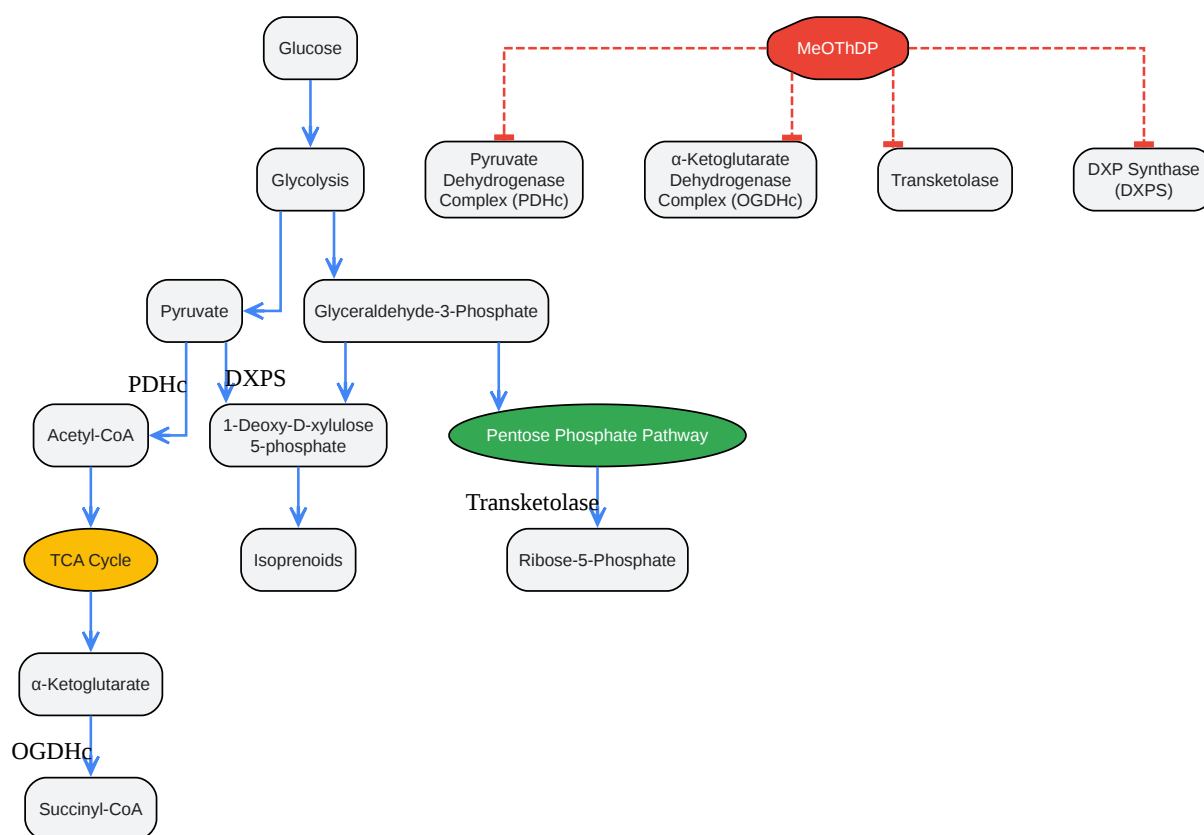 Glucose
MeOThDP
Pyruvate
Dehydrogenase
Complex (PDHc)
α-Ketoglutarate
Dehydrogenase
Complex (OGDHc)
Transketolase
DXP Synthase
(DXPS)
Glycolysis
Pyruvate
Glyceraldehyde-3-Phosphate
PDHc
DXPS
Acetyl-CoA
1-Deoxy-D-xylulose
5-phosphate
Pentose Phosphate Pathway
Transketolase
TCA Cycle
Isoprenoids
Ribose-5-Phosphate
α-Ketoglutarate
OGDHc
Succinyl-CoA